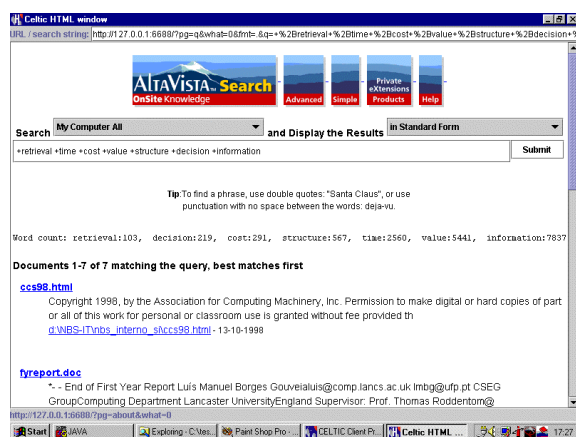 Celtic HTML window
URL / search string: http://127.0.0.1:6688/?pg=q&what=0&fmt=.&q=+%2Bretrieval+%2Btime+%2Bcost+%2Bvalue+%2Bstructure+%2Bdecision+%
ALTAVISTA Search
OnSite Knowledge
Advanced Simple Private eXtensions Products Help
Search My Computer All and Display the Results in Standard Form
+retrieval +time +cost +value +structure +decision +information Submit
Tip:To find a phrase, use double quotes: "Santa Claus", or use
punctuation with no space between the words: deja-vu.
Word count: retrieval:103, decision:219, cost:291, structure:567, time:2560, value:5441, information:7837
Documents 1-7 of 7 matching the query, best matches first
ccs98.html
Copyright 1998, by the Association for Computing Machinery, Inc. Permission to make digital or hard copies of part
or all of this work for personal or classroom use is granted without fee provided th
d:\NBS-IT\nbs_interno_si\ccs98.html - 13-10-1998
fyreport.doc
*- - End of First Year Report Luís Manuel Borges Gouveialuis@comp.lancs.ac.uk lmbg@ufp.pt CSEG
GroupComputing Department Lancaster UniversityEngland Supervisor: Prof. Thomas Roddentom@
http://127.0.0.1:6688/?pg=about&what=0
Start JAVA Exploring - C:\tes... Paint Shop Pro - ... CELTIC Client Pr... Celtic HTML ... 17:27